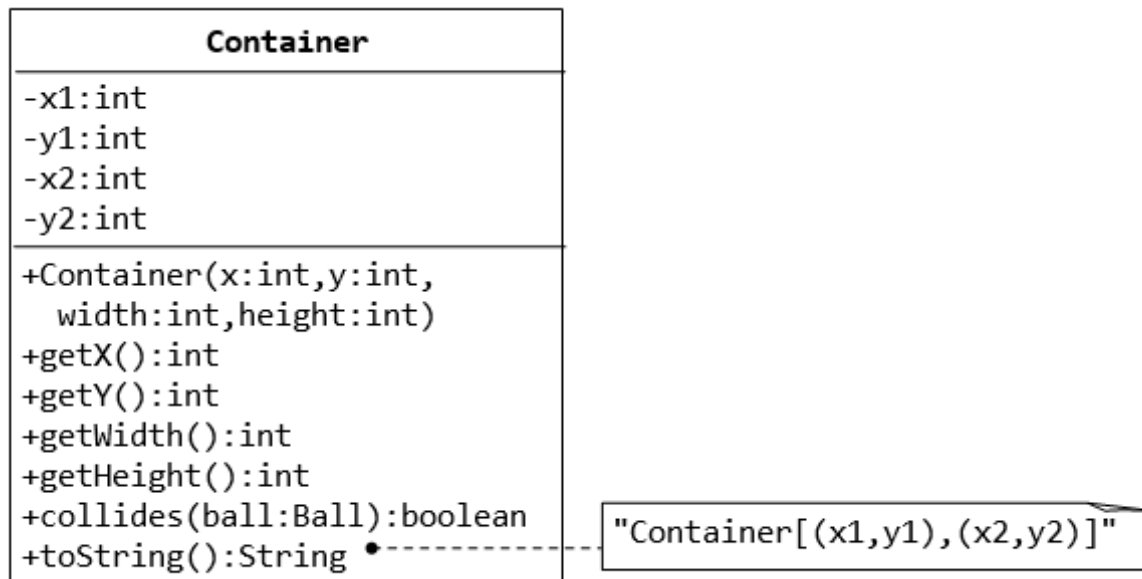 Container
-x1:int
-y1:int
-x2:int
-y2:int
+Container(x:int,y:int,
width:int,height:int)
+getX():int
+getY():int
+getWidth():int
+getHeight():int
+collides(ball:Ball):boolean
+toString():String
"Container[(x1,y1),(x2,y2)]"